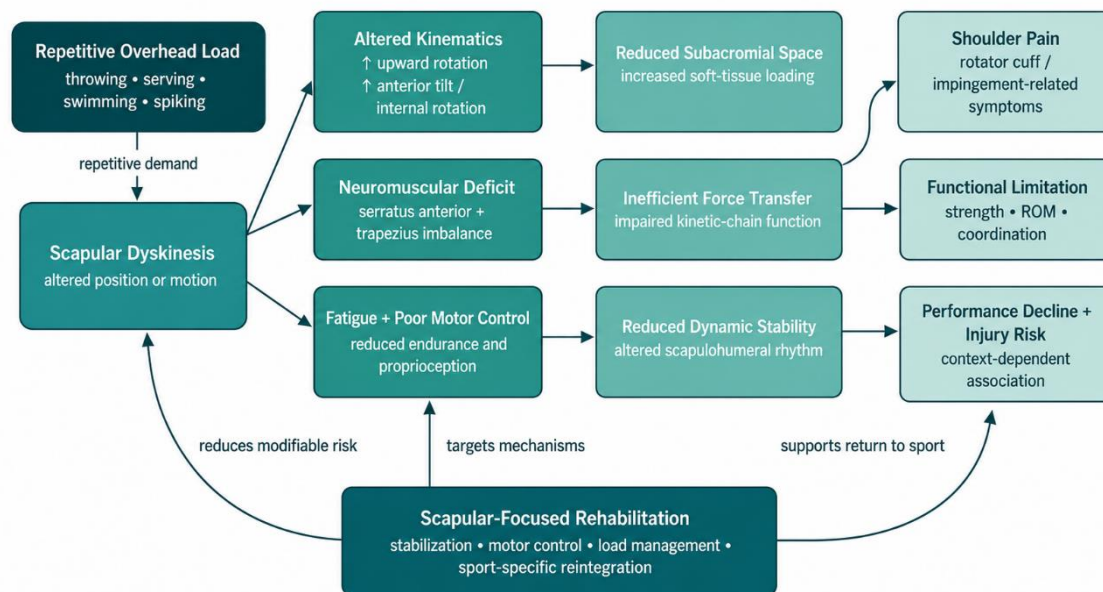 Repetitive Overhead Load
throwing • serving •
swimming • spiking
repetitive demand
Scapular Dyskinesis
altered position or motion
Altered Kinematics
↑ upward rotation
↑ anterior tilt /
internal rotation
Neuromuscular Deficit
serratus anterior +
trapezius imbalance
Fatigue + Poor Motor Control
reduced endurance and
proprioception
Reduced Subacromial Space
increased soft-tissue loading
Inefficient Force Transfer
impaired kinetic-chain function
Reduced Dynamic Stability
altered scapulohumeral rhythm
Shoulder Pain
rotator cuff /
impingement-related
symptoms
Functional Limitation
strength • ROM •
coordination
Performance Decline +
Injury Risk
context-dependent
association
reduces modifiable risk
targets mechanisms
supports return to sport
Scapular-Focused Rehabilitation
stabilization • motor control • load management •
sport-specific reintegration